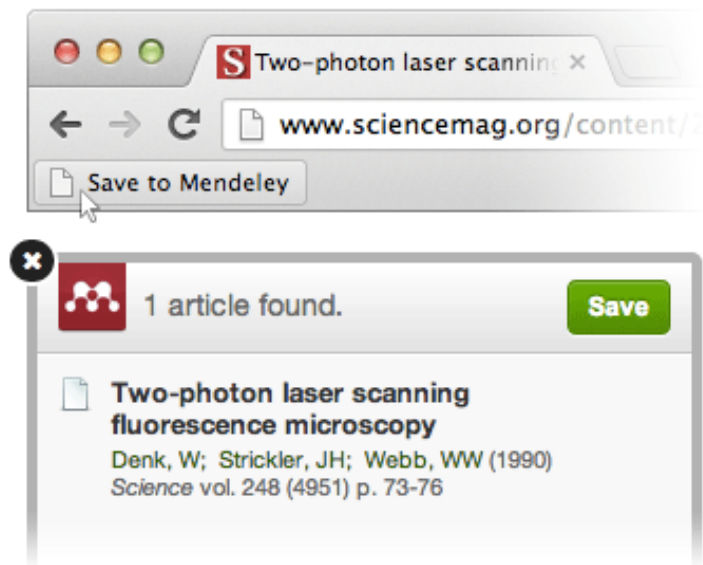 S Two-photon laser scanning
www.sciencemag.org/content/2
Save to Mendeley
1 article found.
Save
Two-photon laser scanning
fluorescence microscopy
Denk, W; Strickler, JH; Webb, WW (1990)
Science vol. 248 (4951) p. 73-76